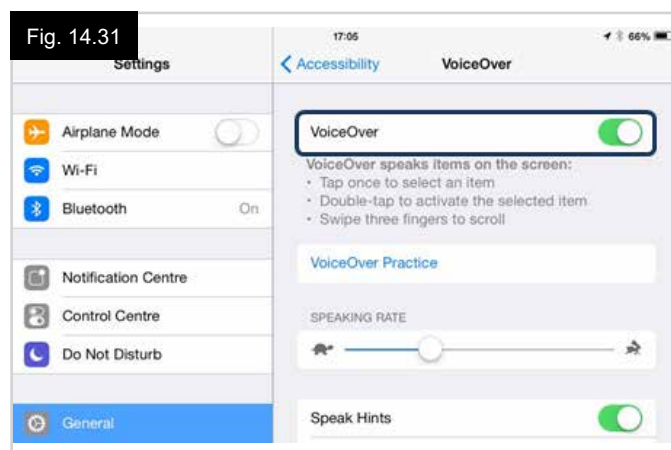 Fig. 14.31
17:05
66%
Settings
Accessibility
VoiceOver
Airplane Mode
Wi-Fi
Bluetooth On
Notification Centre
Control Centre
Do Not Disturb
General
VoiceOver
VoiceOver speaks items on the screen:
• Tap once to select an item
• Double-tap to activate the selected item
• Swipe three fingers to scroll
VoiceOver Practice
SPEAKING RATE
Speak Hints